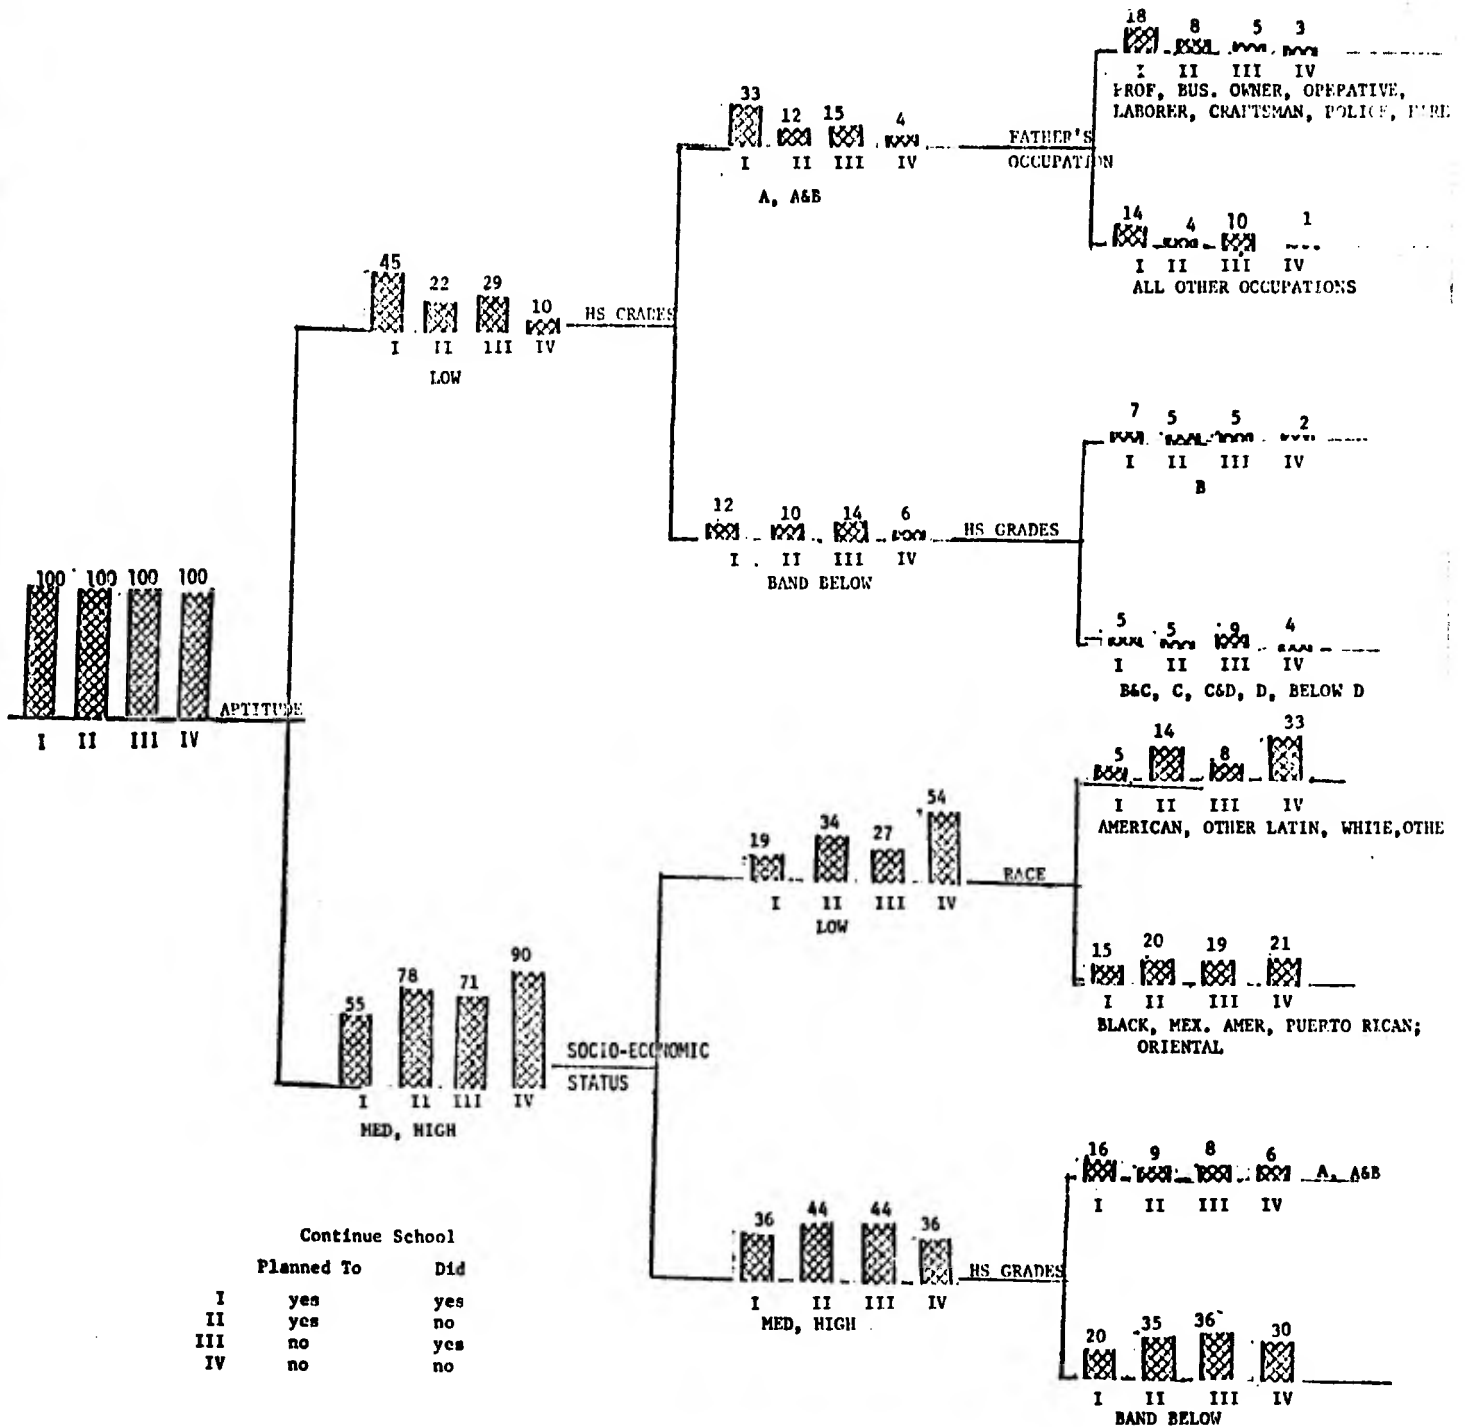 18 8 5 3
I II III IV
PROF, BUS. OWNER, OPERATIVE,
LABORER, CRAFTSMAN, POLICE,
33 12 15 4
I II III IV
A, A&B
FATHER'S
OCCUPATION
14 4 10 1
I II III IV
ALL OTHER OCCUPATIONS
45 22 29 10
I II III IV
LOW
HS GRADES
7 5 5 2
I II III IV
B
12 10 14 6
I II III IV
BAND BELOW
HS GRADES
5 5 9 4
I II III IV
B&C, C, C&D, D, BELOW D
100 100 100 100
I II III IV
APTITUDE
5 14 8 33
I II III IV
AMERICAN, OTHER LATIN, WHITE, OTHE
19 34 27 54
I II III IV
LOW
RACE
15 20 19 21
I II III IV
BLACK, MEX. AMER, PUERTO RICAN;
ORIENTAL
55 78 71 90
I II III IV
MED, HIGH
SOCIO-ECONOMIC
STATUS
16 9 8 6
I II III IV
A, A&B
36 44 44 36
I II III IV
MED, HIGH
HS GRADES
20 35 36 30
I II III IV
BAND BELOW
Continue School
Planned To Did
I yes yes
II yes no
III no yes
IV no no